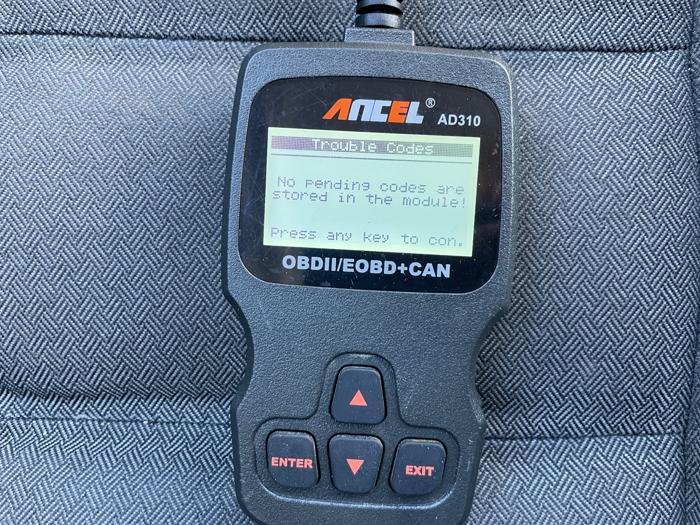 ANCEL®
AD310
Trouble Codes
No pending codes are
stored in the module!
Press any key to con.
OBDII/EOBD+CAN
▲
ENTER
▼
EXIT